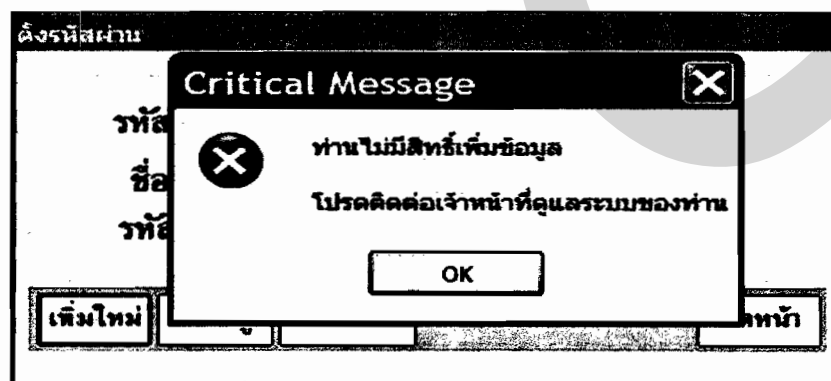 ตั้งรหัสผ่าน
Critical Message
ท่านไม่มีสิทธิ์เพิ่มข้อมูล
โปรดติดต่อเจ้าหน้าที่ดูแลระบบของท่าน
OK
เพิ่มใหม่